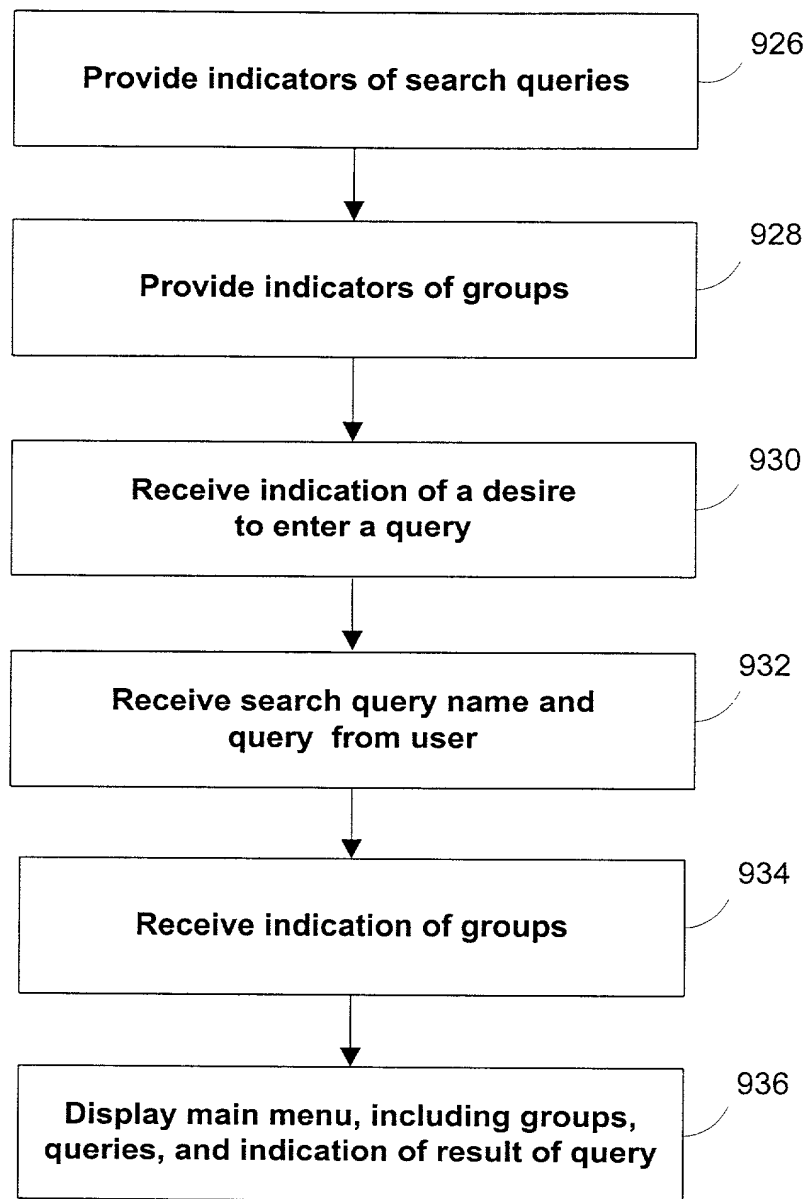 926
Provide indicators of search queries
928
Provide indicators of groups
930
Receive indication of a desire
to enter a query
932
Receive search query name and
query from user
934
Receive indication of groups
936
Display main menu, including groups,
queries, and indication of result of query